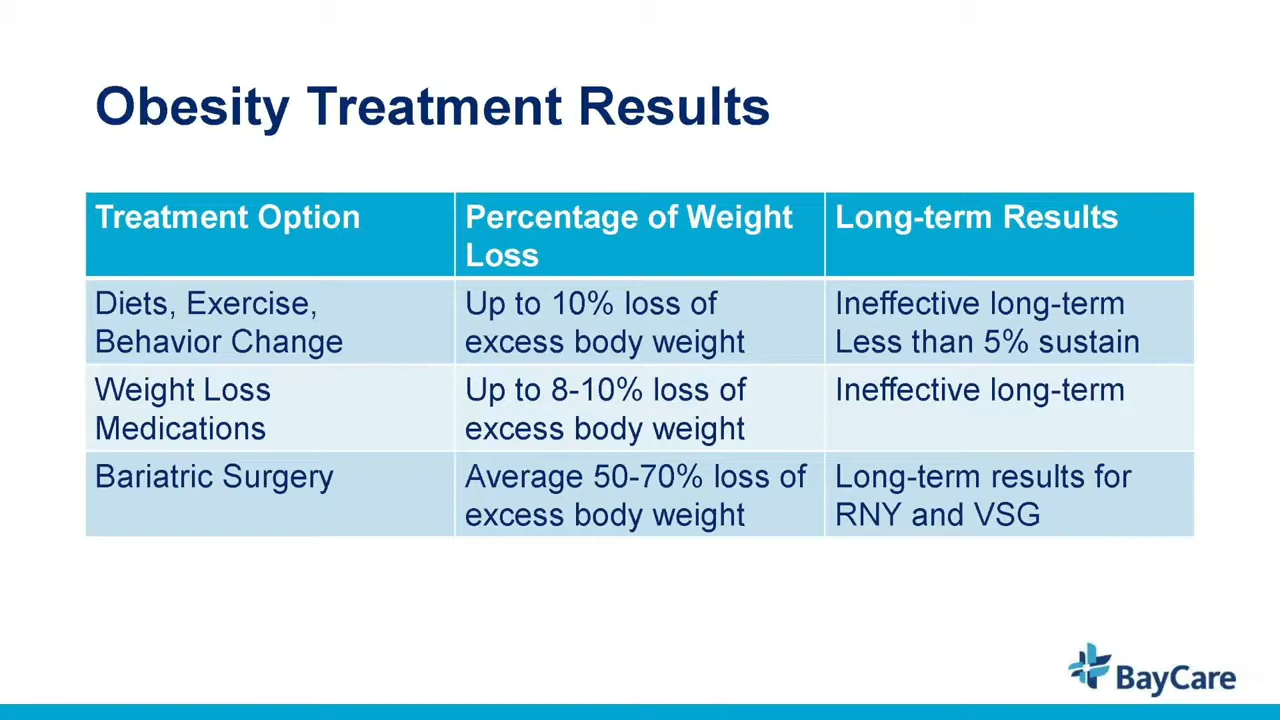 Obesity Treatment Results
Treatment Option
Percentage of Weight
Loss
Long-term Results
Diets, Exercise,
Behavior Change
Up to 10% loss of
excess body weight
Ineffective long-term
Less than 5% sustain
Weight Loss
Medications
Up to 8-10% loss of
excess body weight
Ineffective long-term
Bariatric Surgery
Average 50-70% loss of
excess body weight
Long-term results for
RNY and VSG
BayCare